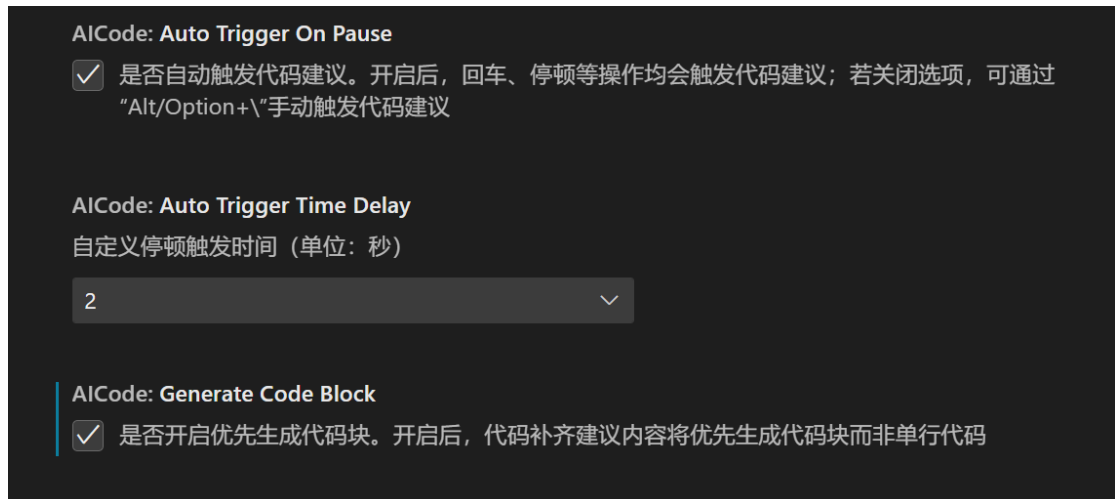 AICode: Auto Trigger On Pause
是否自动触发代码建议。开启后，回车、停顿等操作均会触发代码建议；若关闭选项，可通过
“Alt/Option+\”手动触发代码建议
AICode: Auto Trigger Time Delay
自定义停顿触发时间（单位：秒）
2
AICode: Generate Code Block
是否开启优先生成代码块。开启后，代码补齐建议内容将优先生成代码块而非单行代码